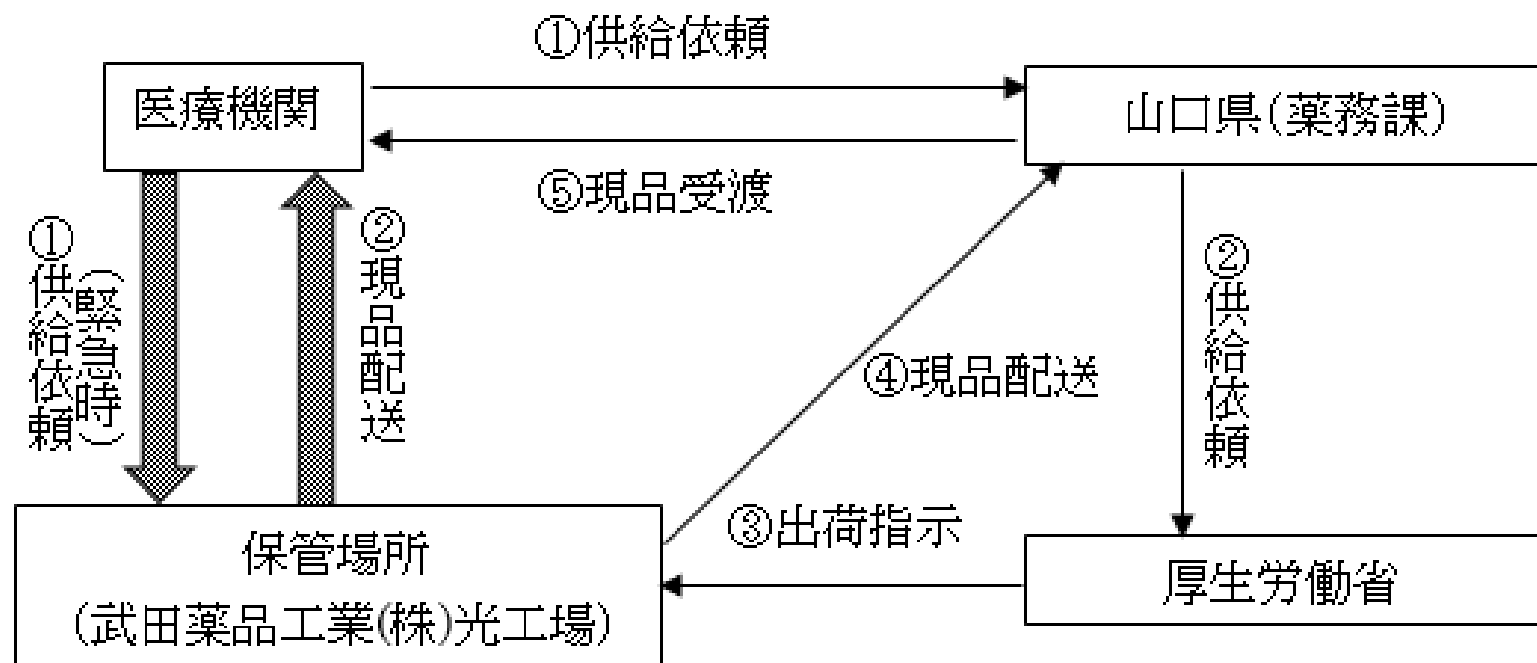 ①供給依頼
医療機関
山口県(薬務課)
⑤現品受渡
①供給依頼
(緊急時)
②現品配送
②供給依頼
④現品配送
③出荷指示
保管場所
(武田薬品工業(株)光工場)
厚生労働省